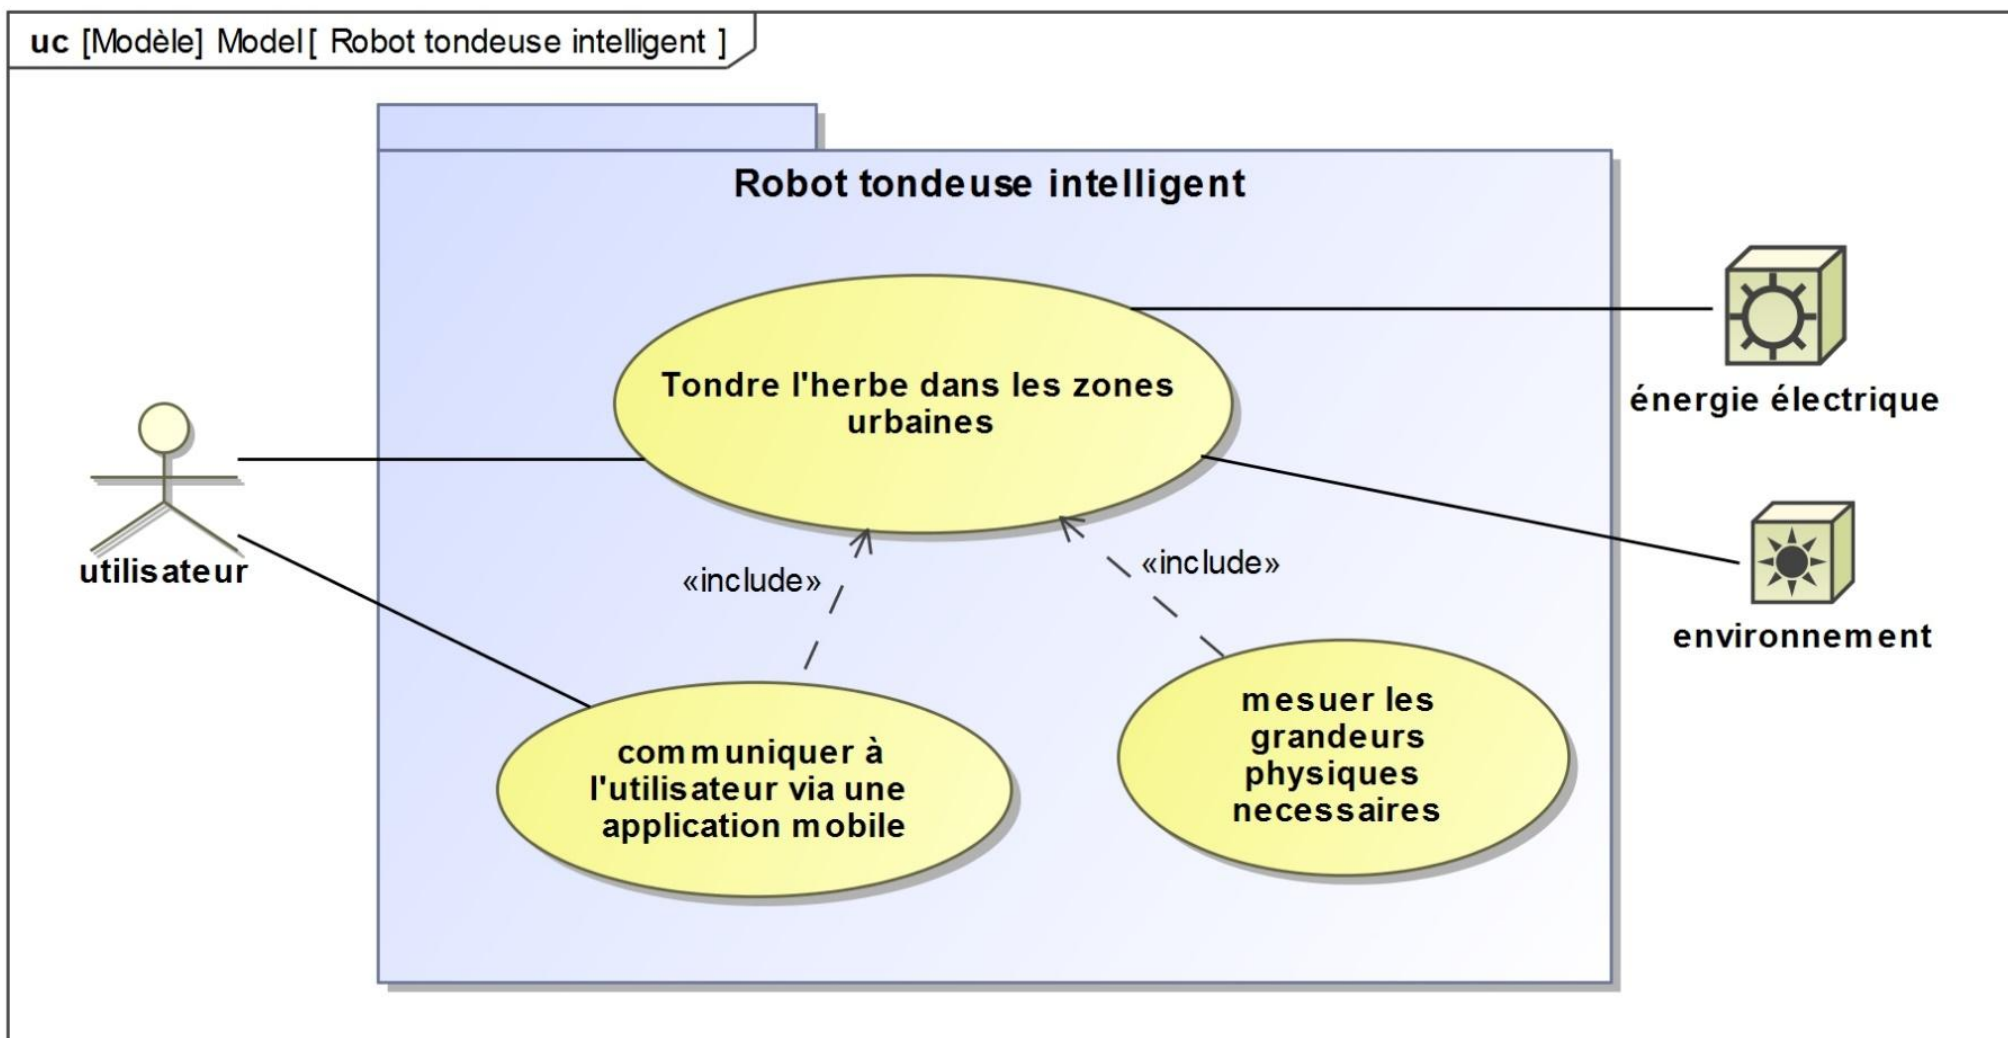 uc [Modèle] Model[ Robot tondeuse intelligent ]
Robot tondeuse intelligent
Tondre l'herbe dans les zones
urbaines
énergie électrique
utilisateur
«include»
«include»
environnement
communiquer à
l'utilisateur via une
application mobile
mesuer les
grandeurs
physiques
necessaires